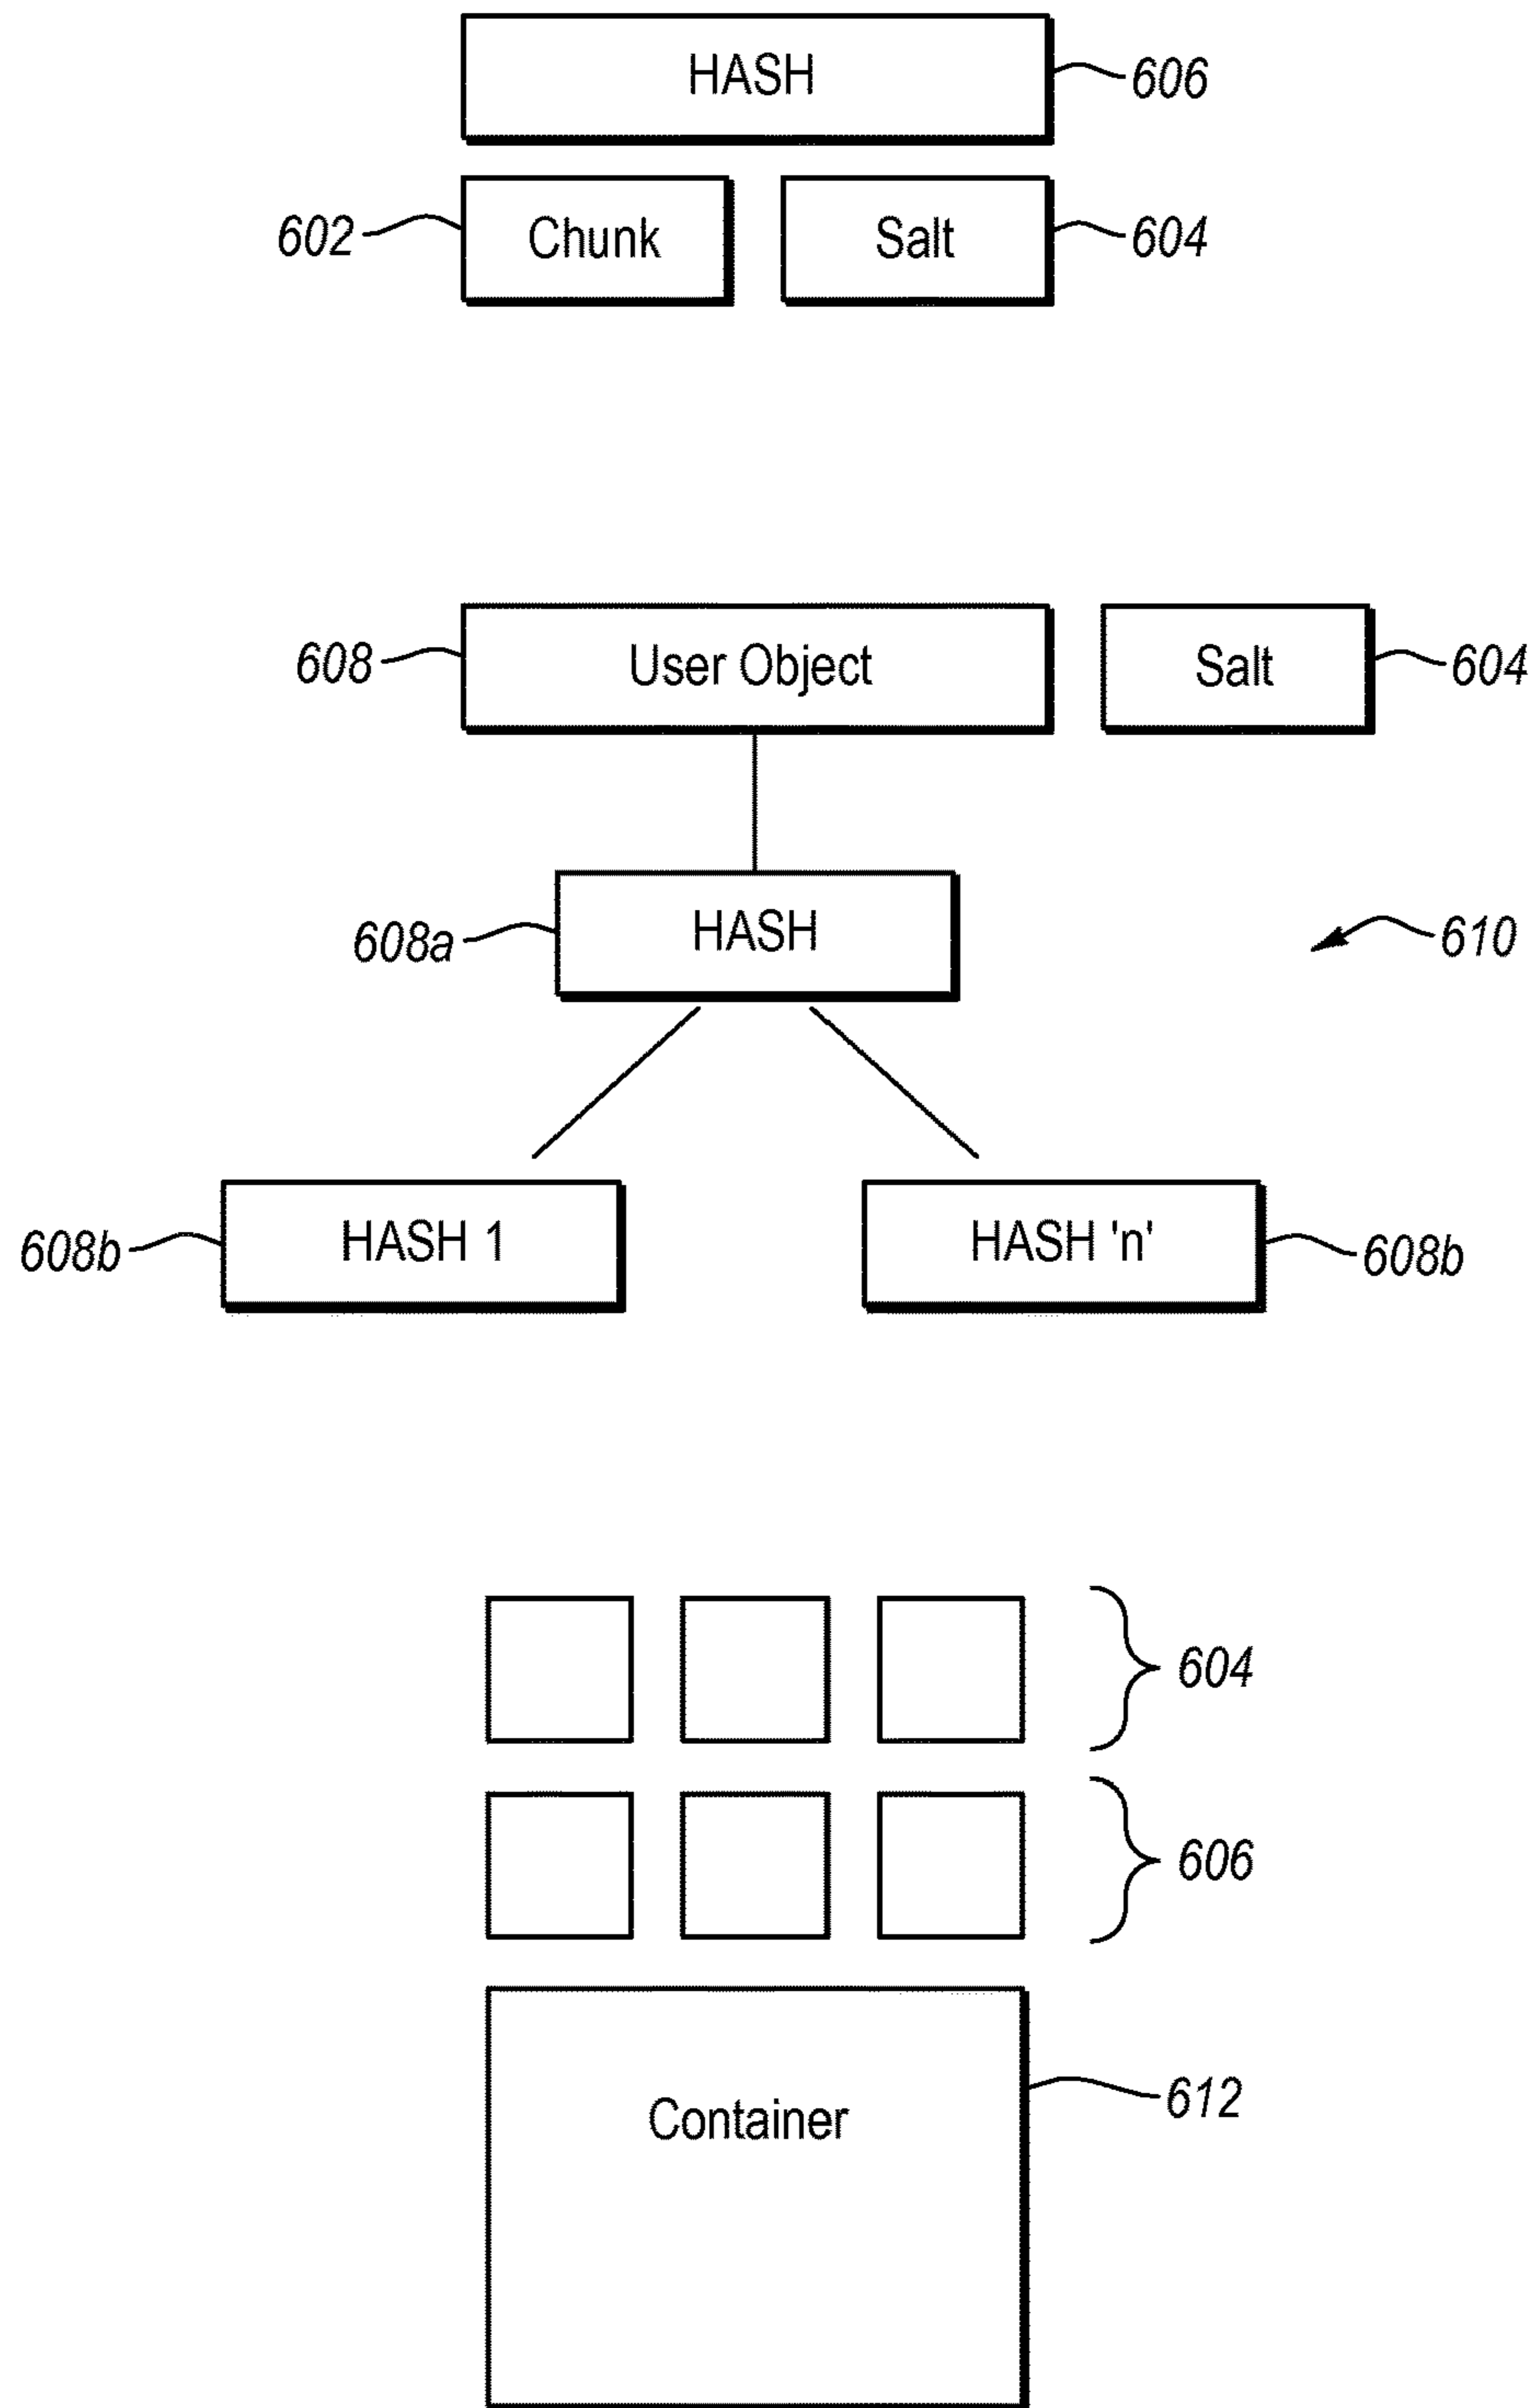 HASH 606
602 Chunk Salt 604
608 User Object Salt 604
608a HASH 610
608b HASH 1 HASH 'n' 608b
604
606
Container 612